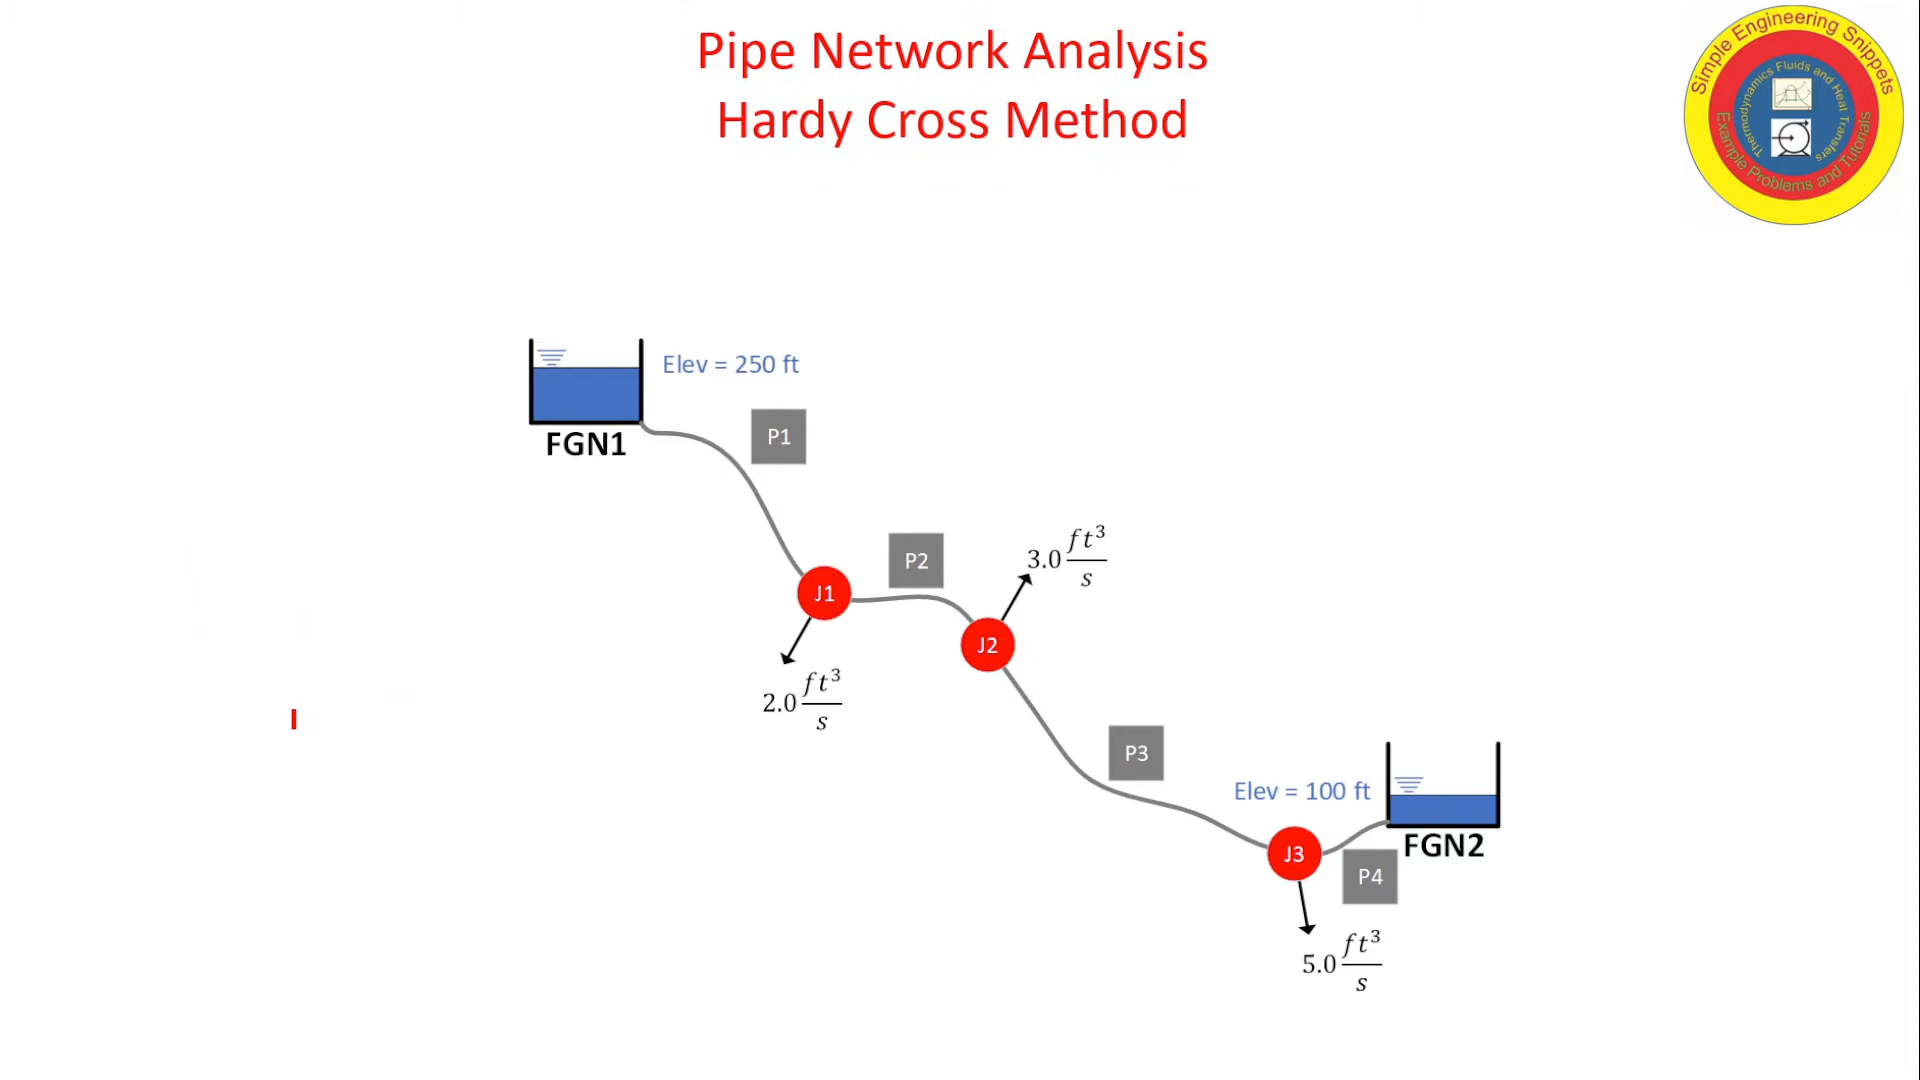 Pipe Network Analysis
Hardy Cross Method
Simple Engineering Snippets
Thermodynamics Fluids and Heat Transfers
Example Problems and Tutorials
Elev = 250 ft
FGN1
P1
P2
3.0 ft³/s
J1
J2
2.0 ft³/s
P3
Elev = 100 ft
FGN2
J3
P4
5.0 ft³/s